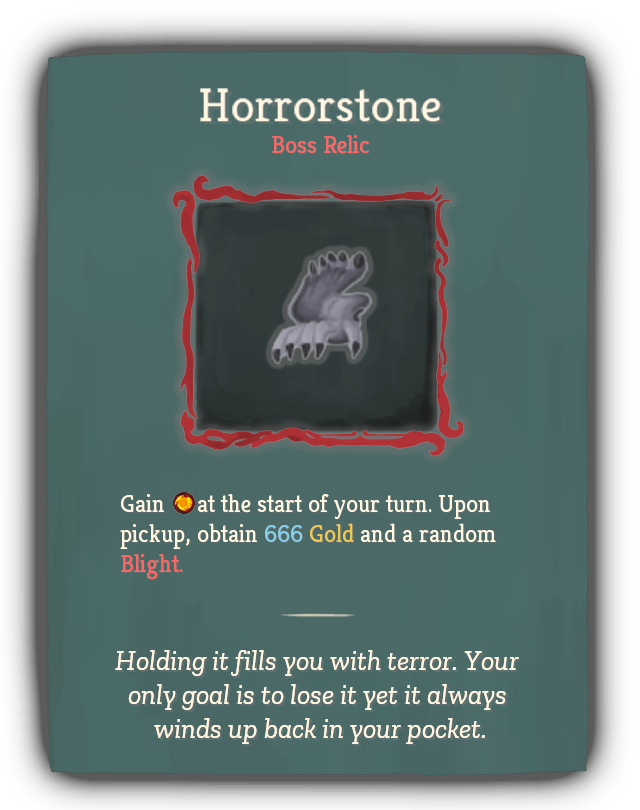 Horrorstone
Boss Relic
Gain at the start of your turn. Upon
pickup, obtain 666 Gold and a random
Blight.
Holding it fills you with terror. Your
only goal is to lose it yet it always
winds up back in your pocket.